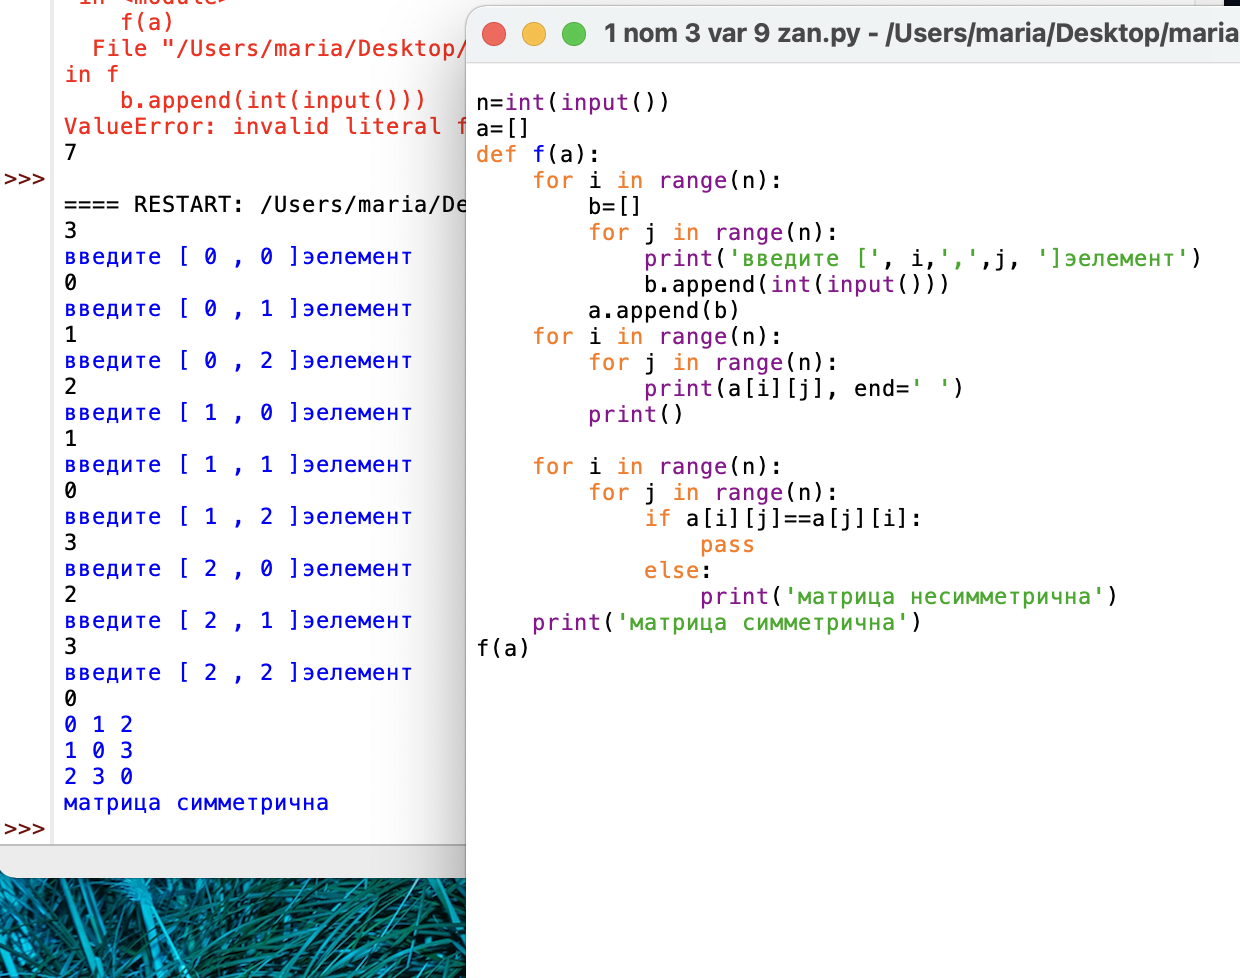 in <module>
f(a)
File "/Users/maria/Desktop/
in f
b.append(int(input()))
ValueError: invalid literal f
7
>>>
==== RESTART: /Users/maria/De
3
введите [ 0 , 0 ]эелемент
0
введите [ 0 , 1 ]эелемент
1
введите [ 0 , 2 ]эелемент
2
введите [ 1 , 0 ]эелемент
1
введите [ 1 , 1 ]эелемент
0
введите [ 1 , 2 ]эелемент
3
введите [ 2 , 0 ]эелемент
2
введите [ 2 , 1 ]эелемент
3
введите [ 2 , 2 ]эелемент
0
0 1 2
1 0 3
2 3 0
матрица симметрична
>>>
1 nom 3 var 9 zan.py - /Users/maria/Desktop/maria
n=int(input())
a=[]
def f(a):
    for i in range(n):
        b=[]
        for j in range(n):
            print('введите [', i,',',j, ']эелемент')
            b.append(int(input()))
        a.append(b)
    for i in range(n):
        for j in range(n):
            print(a[i][j], end=' ')
        print()
    for i in range(n):
        for j in range(n):
            if a[i][j]==a[j][i]:
                pass
            else:
                print('матрица несимметрична')
    print('матрица симметрична')
f(a)